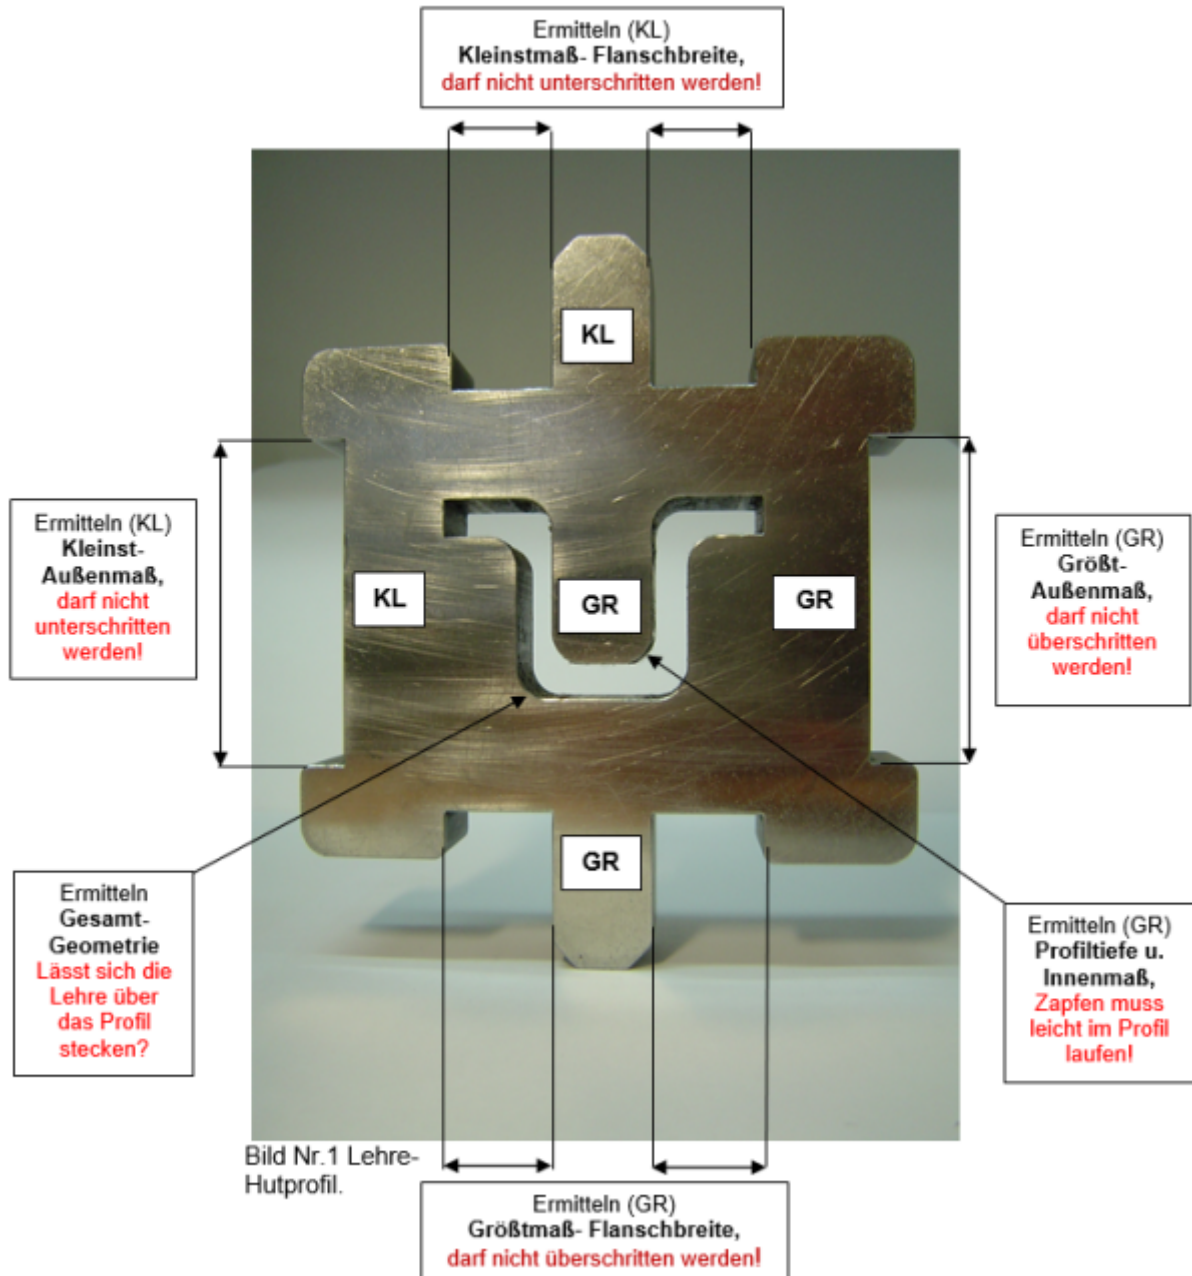 Ermitteln (KL)
Kleinstmaß- Flanschbreite,
darf nicht unterschritten werden!
KL
Ermitteln (KL)
Kleinst-
Außenmaß,
darf nicht
unterschritten
werden!
KL
GR
GR
Ermitteln (GR)
Größt-
Außenmaß,
darf nicht
überschritten
werden!
GR
Ermitteln
Gesamt-
Geometrie
Lässt sich die
Lehre über
das Profil
stecken?
Ermitteln (GR)
Profiltiefe u.
Innenmaß,
Zapfen muss
leicht im Profil
laufen!
Bild Nr.1 Lehre-
Hutprofil.
Ermitteln (GR)
Größtmaß- Flanschbreite,
darf nicht überschritten werden!